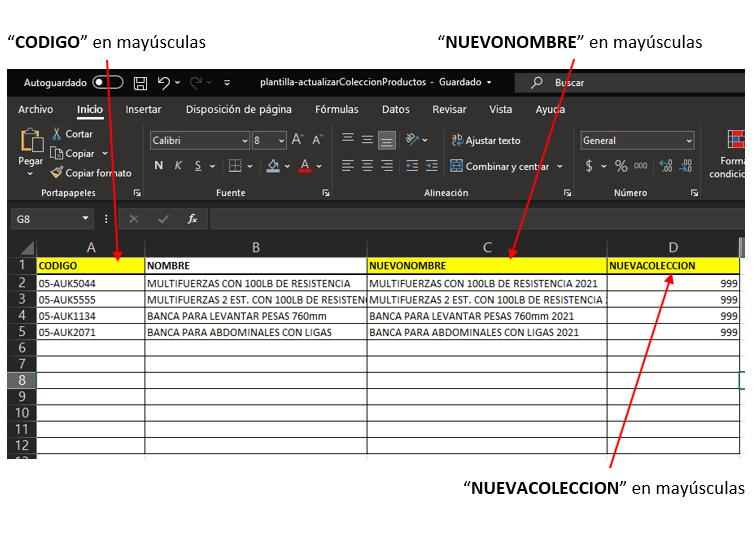 “CODIGO” en mayúsculas
“NUEVONOMBRE” en mayúsculas
Autoguardado
plantilla-actualizarColeccionProductos - Guardado
Buscar
Archivo Inicio Insertar Disposición de página Fórmulas Datos Revisar Vista Ayuda
Pegar
Cortar
Copiar
Copiar formato
Portapapeles
Calibri 8 A A
N K S A
Fuente
ab Ajustar texto
Combinar y centrar
Alineación
General
$ % 000 ,00 ,00
Número
Forma
condicio
G8 fx
A B C D
1 CODIGO NOMBRE NUEVONOMBRE NUEVACOLECCION
2 05-AUK5044 MULTIFUERZAS CON 100LB DE RESISTENCIA MULTIFUERZAS CON 100LB DE RESISTENCIA 2021 999
3 05-AUK5555 MULTIFUERZAS 2 EST. CON 100LB DE RESISTEN MULTIFUERZAS 2 EST. CON 100LB DE RESISTENCIA 999
4 05-AUK1134 BANCA PARA LEVANTAR PESAS 760mm BANCA PARA LEVANTAR PESAS 760mm 2021 999
5 05-AUK2071 BANCA PARA ABDOMINALES CON LIGAS BANCA PARA ABDOMINALES CON LIGAS 2021 999
6
7
8
9
10
11
12
“NUEVACOLECCION” en mayúsculas